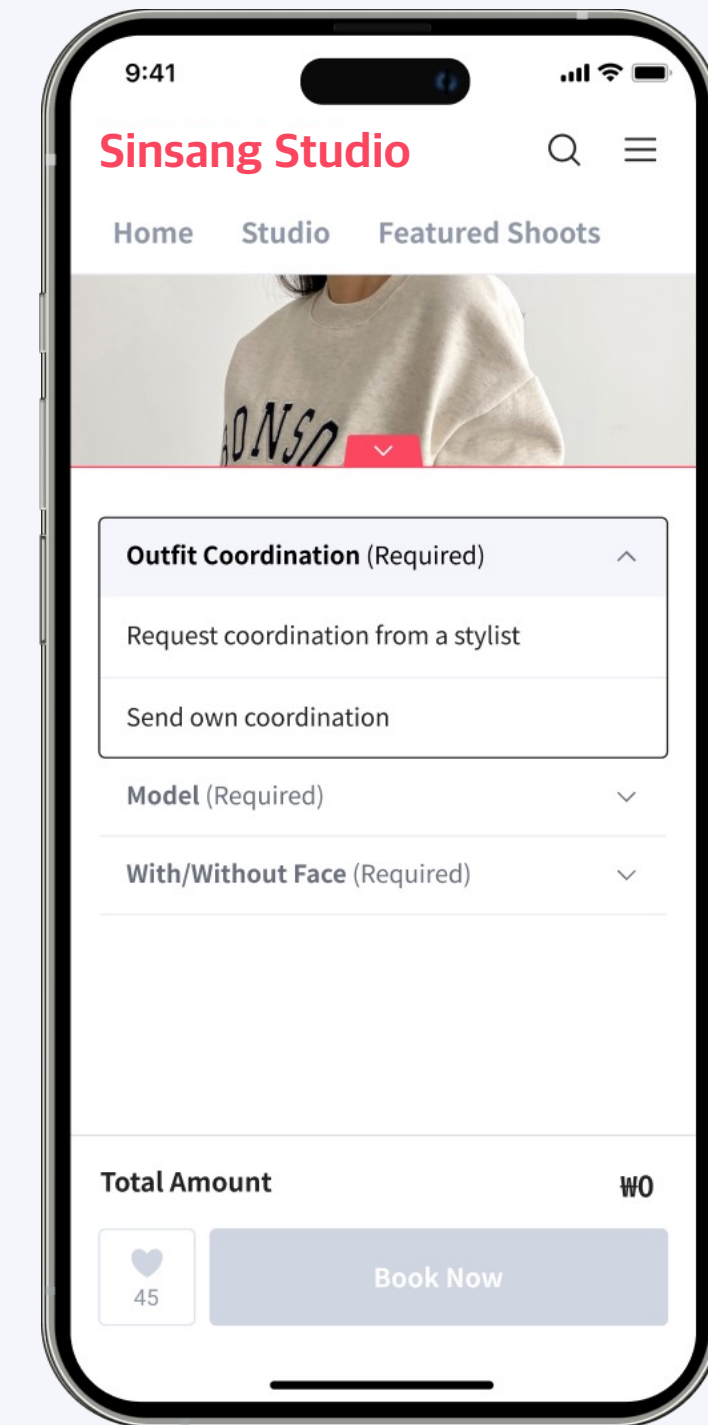 9:41
Sinsang Studio
Home Studio Featured Shoots
Outfit Coordination (Required)
Request coordination from a stylist
Send own coordination
Model (Required)
With/Without Face (Required)
Total Amount ₩0
45 Book Now